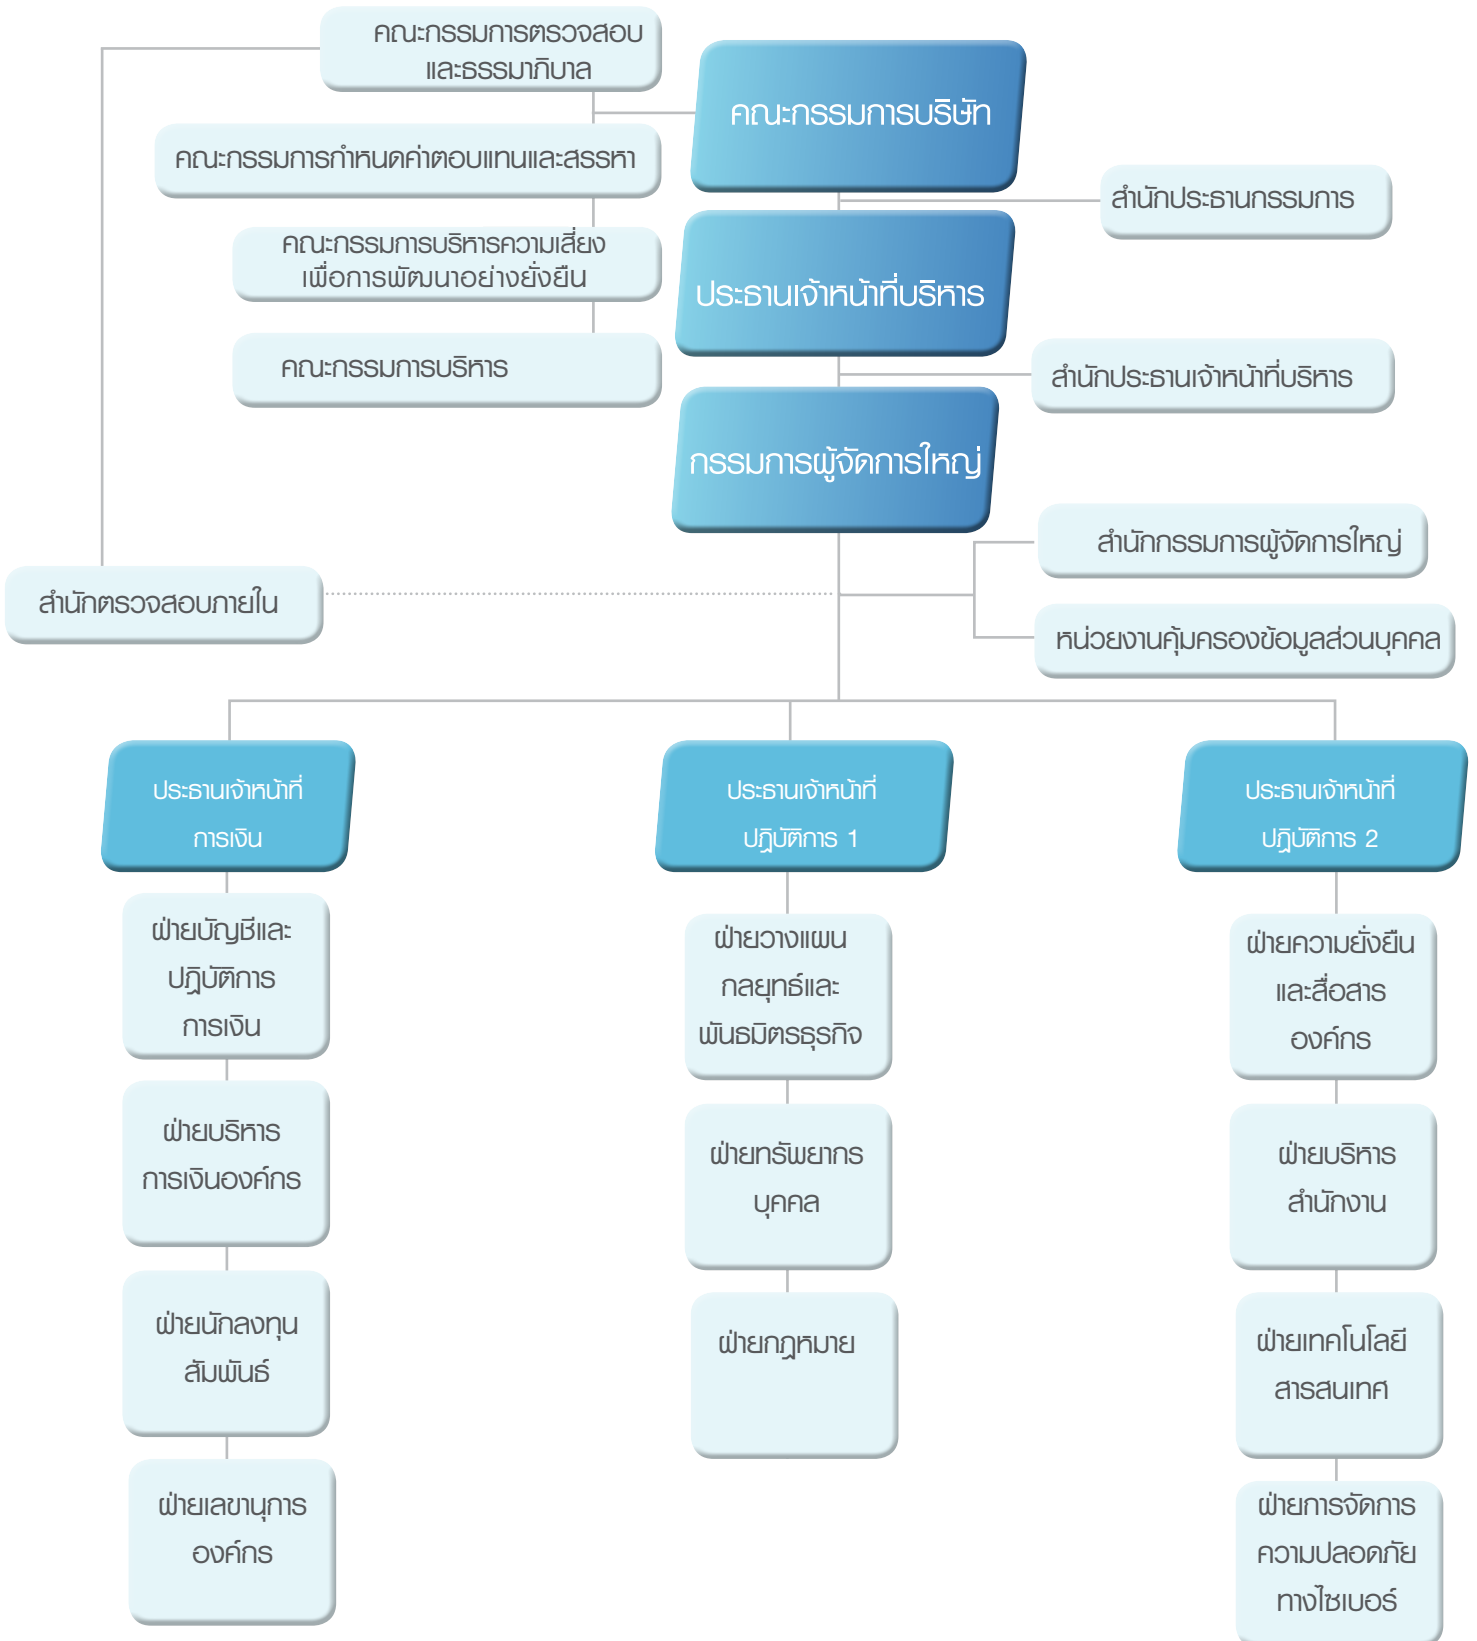 คณะกรรมการตรวจสอบ
และธรรมาภิบาล
คณะกรรมการบริษัท
คณะกรรมการกำหนดค่าตอบแทนและสรรหา
สำนักประธานกรรมการ
คณะกรรมการบริหารความเสี่ยง
เพื่อการพัฒนาอย่างยั่งยืน
ประธานเจ้าหน้าที่บริหาร
คณะกรรมการบริหาร
สำนักประธานเจ้าหน้าที่บริหาร
กรรมการผู้จัดการใหญ่
สำนักกรรมการผู้จัดการใหญ่
สำนักตรวจสอบภายใน
หน่วยงานคุ้มครองข้อมูลส่วนบุคคล
ประธานเจ้าหน้าที่
การเงิน
ประธานเจ้าหน้าที่
ปฏิบัติการ 1
ประธานเจ้าหน้าที่
ปฏิบัติการ 2
ฝ่ายบัญชีและ
ปฏิบัติการ
การเงิน
ฝ่ายวางแผน
กลยุทธ์และ
พันธมิตรธุรกิจ
ฝ่ายความยั่งยืน
และสื่อสาร
องค์กร
ฝ่ายบริหาร
การเงินองค์กร
ฝ่ายทรัพยากร
บุคคล
ฝ่ายบริหาร
สำนักงาน
ฝ่ายนักลงทุน
สัมพันธ์
ฝ่ายกฎหมาย
ฝ่ายเทคโนโลยี
สารสนเทศ
ฝ่ายเลขานุการ
องค์กร
ฝ่ายการจัดการ
ความปลอดภัย
ทางไซเบอร์